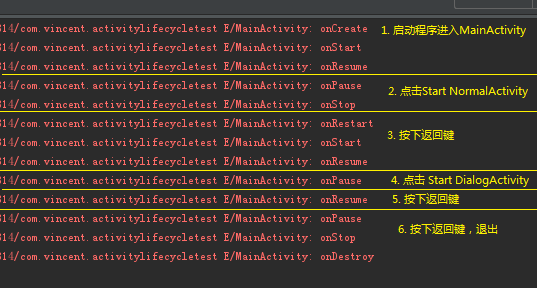 814/com.vincent.activitylifecycletest E/MainActivity: onCreate 1. 启动程序进入MainActivity
814/com.vincent.activitylifecycletest E/MainActivity: onStart
814/com.vincent.activitylifecycletest E/MainActivity: onResume
814/com.vincent.activitylifecycletest E/MainActivity: onPause 2. 点击Start NormalActivity
814/com.vincent.activitylifecycletest E/MainActivity: onStop
814/com.vincent.activitylifecycletest E/MainActivity: onRestart
814/com.vincent.activitylifecycletest E/MainActivity: onStart 3. 按下返回键
814/com.vincent.activitylifecycletest E/MainActivity: onResume
814/com.vincent.activitylifecycletest E/MainActivity: onPause 4. 点击 Start DialogActivity
814/com.vincent.activitylifecycletest E/MainActivity: onResume 5. 按下返回键
814/com.vincent.activitylifecycletest E/MainActivity: onPause
814/com.vincent.activitylifecycletest E/MainActivity: onStop 6. 按下返回键，退出
814/com.vincent.activitylifecycletest E/MainActivity: onDestroy